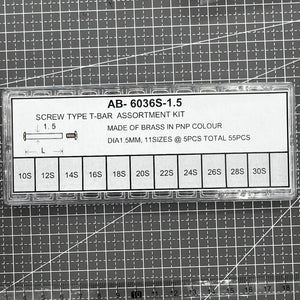 AB- 6036S-1.5
SCREW TYPE T-BAR ASSORTMENT KIT
1.5
MADE OF BRASS IN PNP COLOUR
L
DIA1.5MM, 11SIZES @ 5PCS TOTAL 55PCS
10S 12S 14S 16S 18S 20S 22S 24S 26S 28S 30S